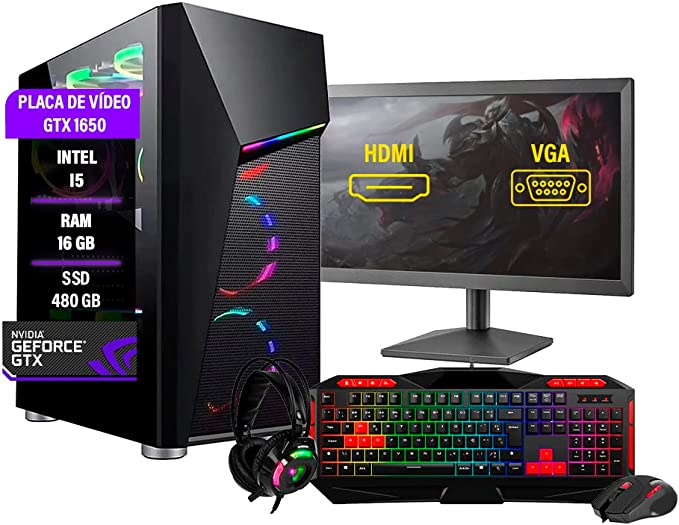 PLACA DE VÍDEO
GTX 1650
INTEL
I5
RAM
16 GB
SSD
480 GB
NVIDIA
GEFORCE
GTX
HDMI
VGA